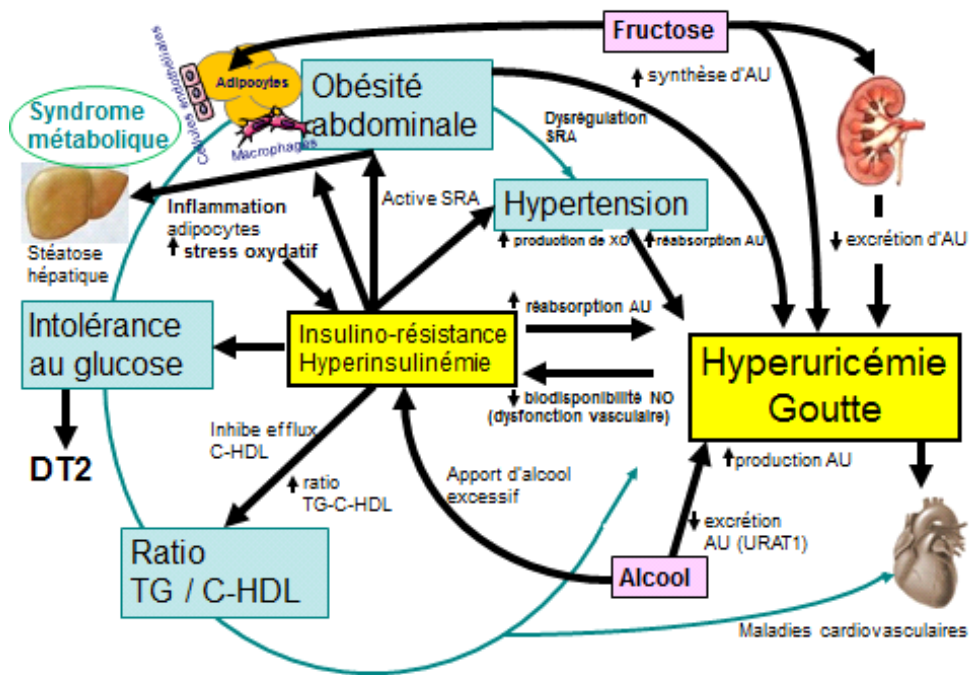 Fructose
synthèse d'AU
Cellules endothéliales
Adipocytes
Macrophages
Obésité
abdominale
Syndrome
métabolique
Dysrégulation
SRA
Stéatose
hépatique
Inflammation
adipocytes
stress oxydatif
Active SRA
Hypertension
production de XO
réabsorption AU
excrétion d'AU
Intolérance
au glucose
Insulino-résistance
Hyperinsulinémie
réabsorption AU
biodisponibilité NO
(dysfonction vasculaire)
Hyperuricémie
Goutte
DT2
Inhibe efflux
C-HDL
ratio
TG-C-HDL
Apport d'alcool
excessif
production AU
excrétion
AU (URAT1)
Ratio
TG / C-HDL
Alcool
Maladies cardiovasculaires